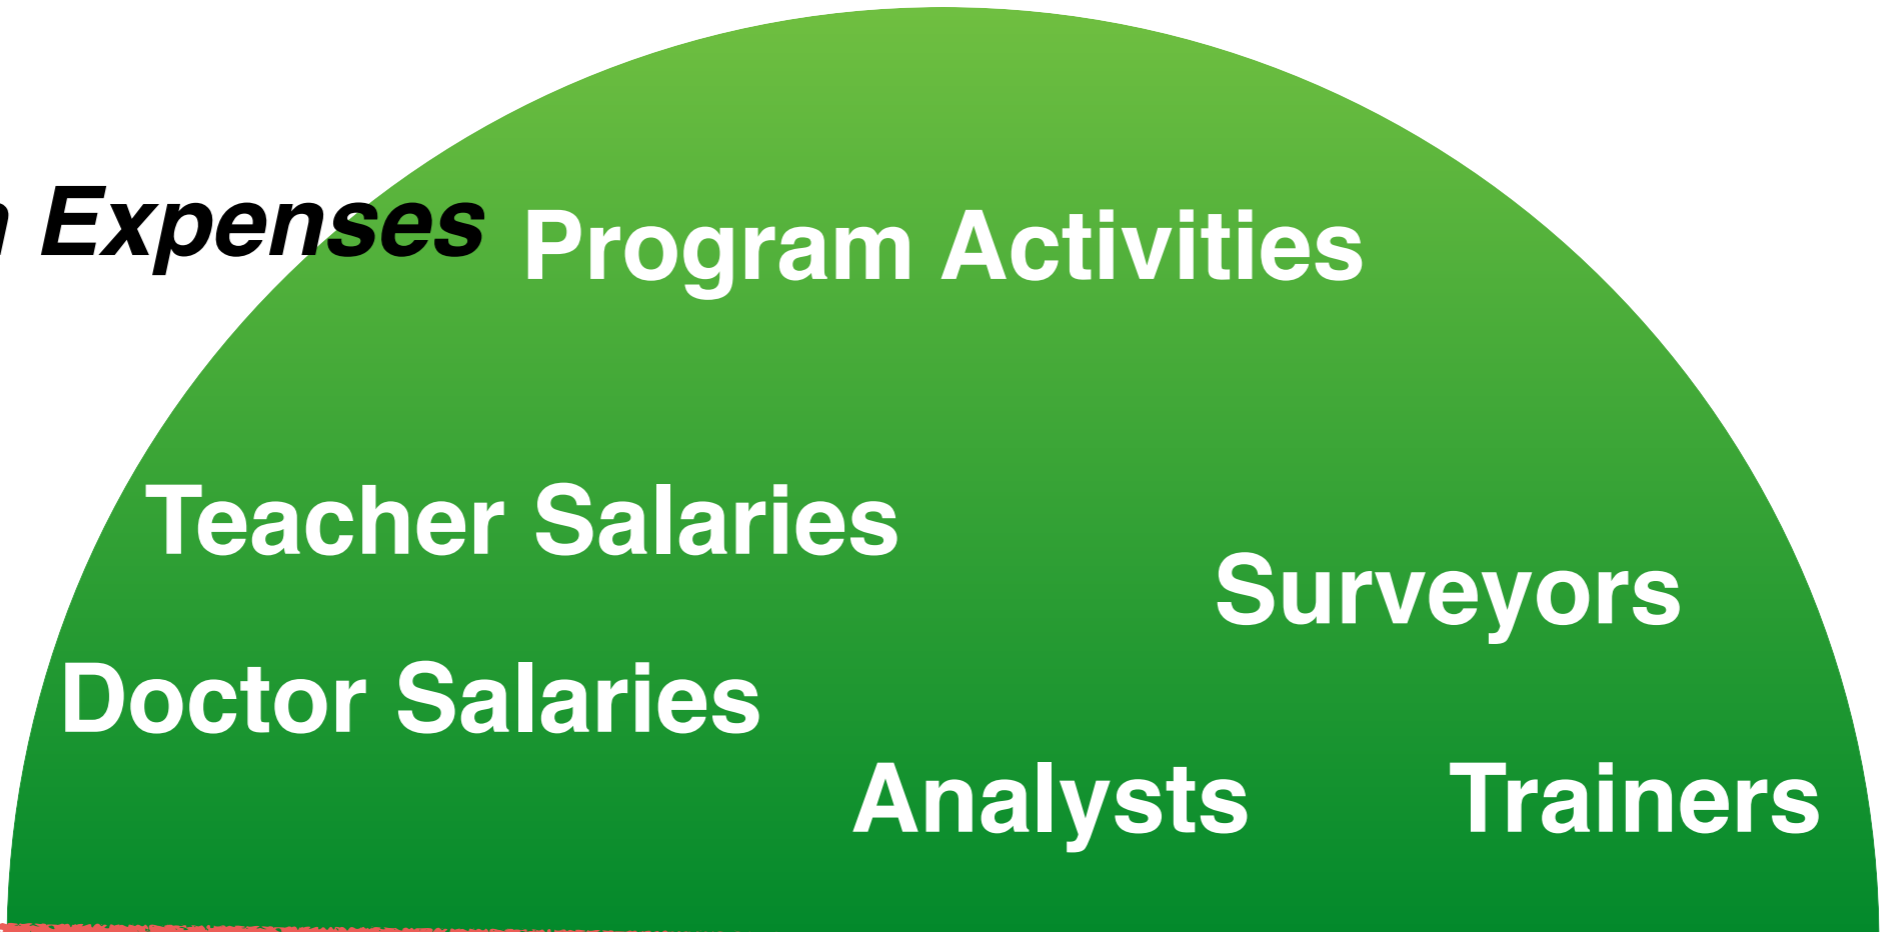 Expenses
Program Activities
Teacher Salaries
Surveyors
Doctor Salaries
Analysts
Trainers